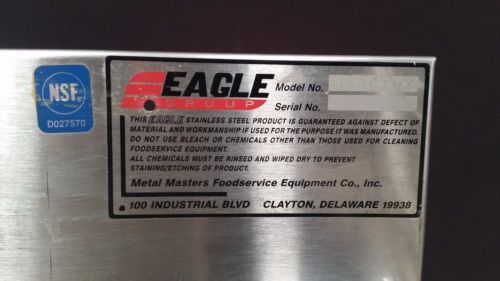 NSF
D027570
EAGLE
GROUP
Model No.
Serial No.
THIS EAGLE STAINLESS STEEL PRODUCT IS GUARANTEED AGAINST DEFECT OF
MATERIAL AND WORKMANSHIP IF USED FOR THE PURPOSE IT WAS MANUFACTURED.
DO NOT USE BLEACH OR CHEMICALS OTHER THAN THOSE USED FOR CLEANING
FOODSERVICE EQUIPMENT.
ALL CHEMICALS MUST BE RINSED AND WIPED DRY TO PREVENT
STAINING/ETCHING OF PRODUCT.
Metal Masters Foodservice Equipment Co., Inc.
100 INDUSTRIAL BLVD CLAYTON, DELAWARE 19938